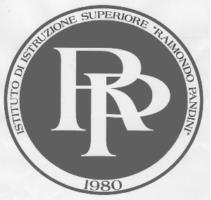 ISTITUTO DI ISTRUZIONE SUPERIORE "RAIMONDO PANDINI"
RP
1980